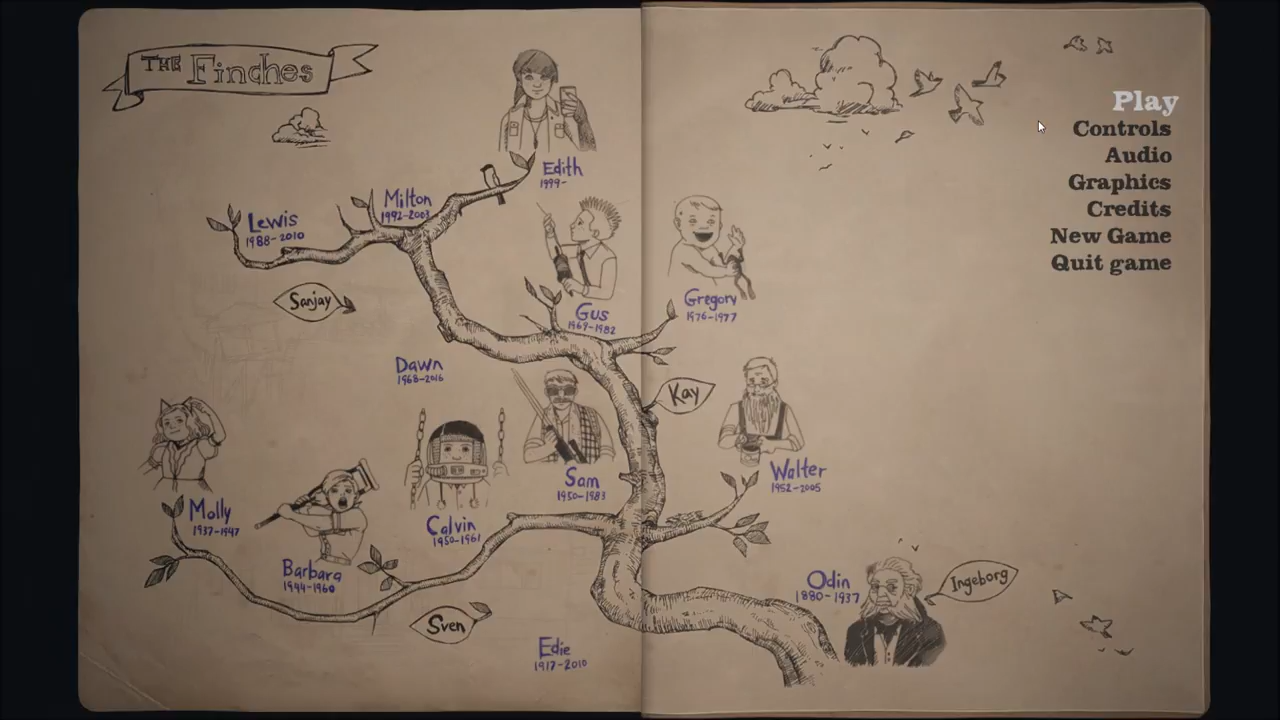 THE Finches
Play
Controls
Audio
Graphics
Credits
New Game
Quit game
Edith
1999-
Milton
1992-2003
Lewis
1988-2010
Sanjay
Gus
1969-1982
Gregory
1976-1977
Dawn
1968-2016
Kay
Sam
1950-1983
Walter
1952-2005
Molly
1937-1947
Barbara
1944-1960
Calvin
1950-1961
Sven
Edie
1917-2010
Odin
1880-1937
Ingeborg